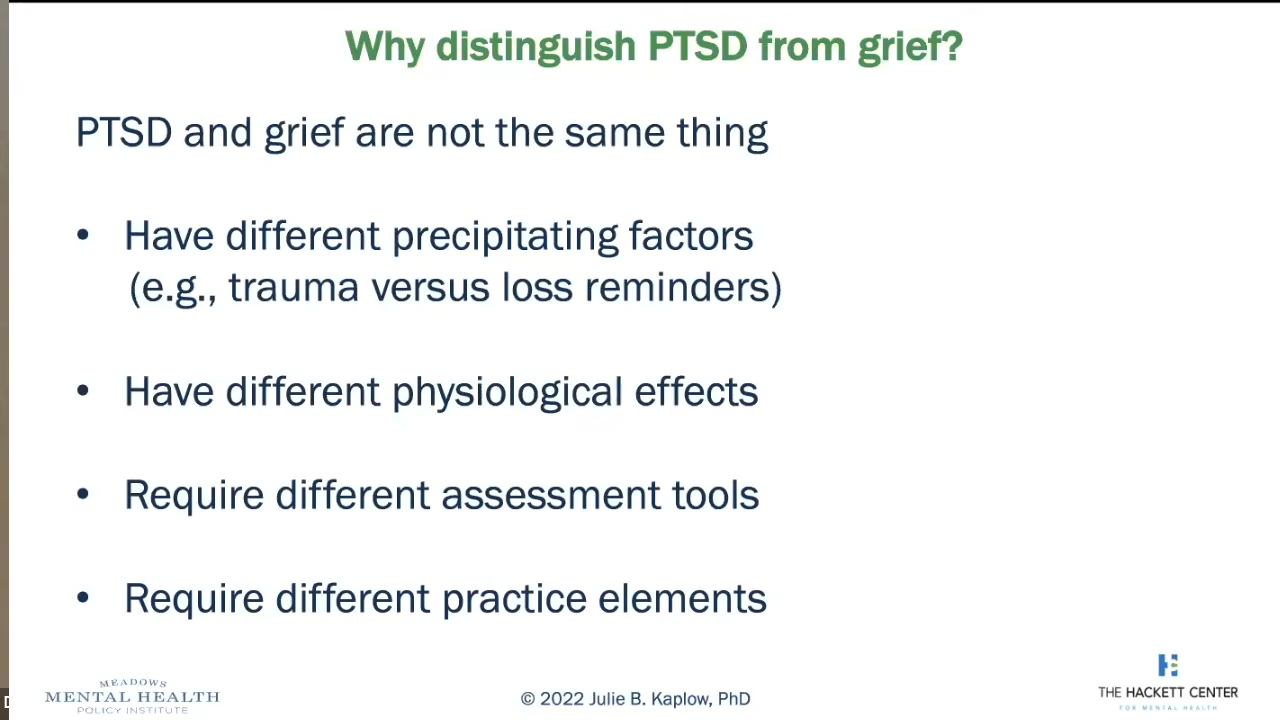 Why distinguish PTSD from grief?
PTSD and grief are not the same thing
• Have different precipitating factors
(e.g., trauma versus loss reminders)
• Have different physiological effects
• Require different assessment tools
• Require different practice elements
MEADOWS
MENTAL HEALTH
POLICY INSTITUTE
© 2022 Julie B. Kaplow, PhD
THE HACKETT CENTER
FOR MENTAL HEALTH